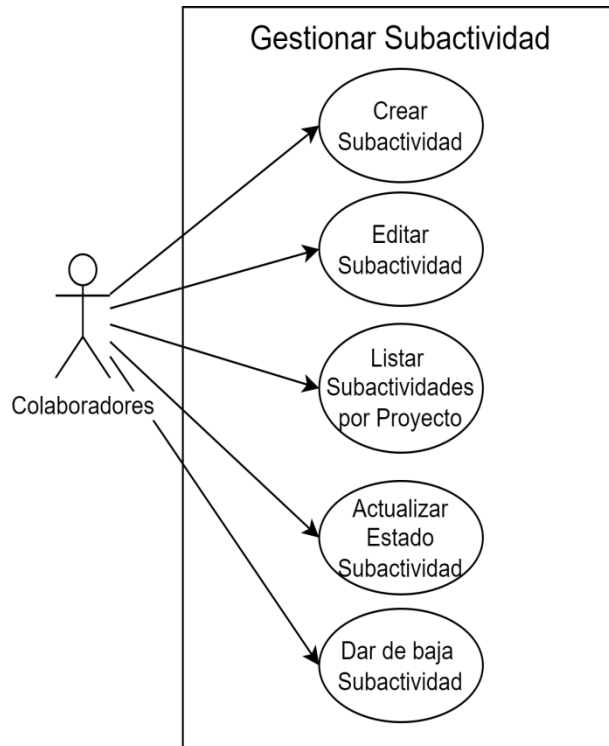 Gestionar Subactividad
Crear
Subactividad
Editar
Subactividad
Listar
Subactividades
por Proyecto
Colaboradores
Actualizar
Estado
Subactividad
Dar de baja
Subactividad